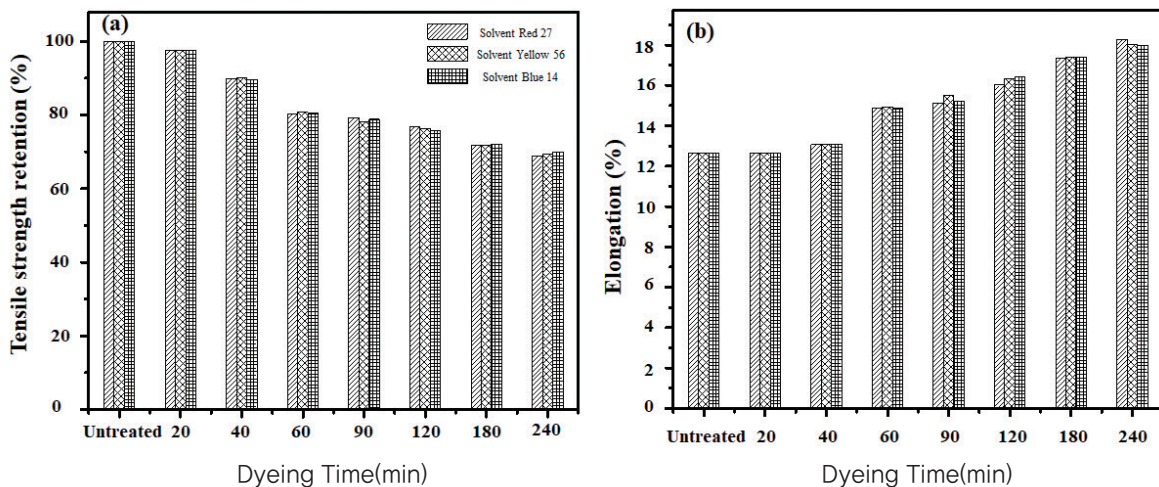 (a)
Solvent Red 27
Solvent Yellow 56
Solvent Blue 14
Tensile strength retention (%)
100
80
60
40
20
0
Untreated 20 40 60 90 120 180 240
Dyeing Time(min)
(b)
Elongation (%)
18
16
14
12
10
8
6
4
2
0
Untreated 20 40 60 90 120 180 240
Dyeing Time(min)